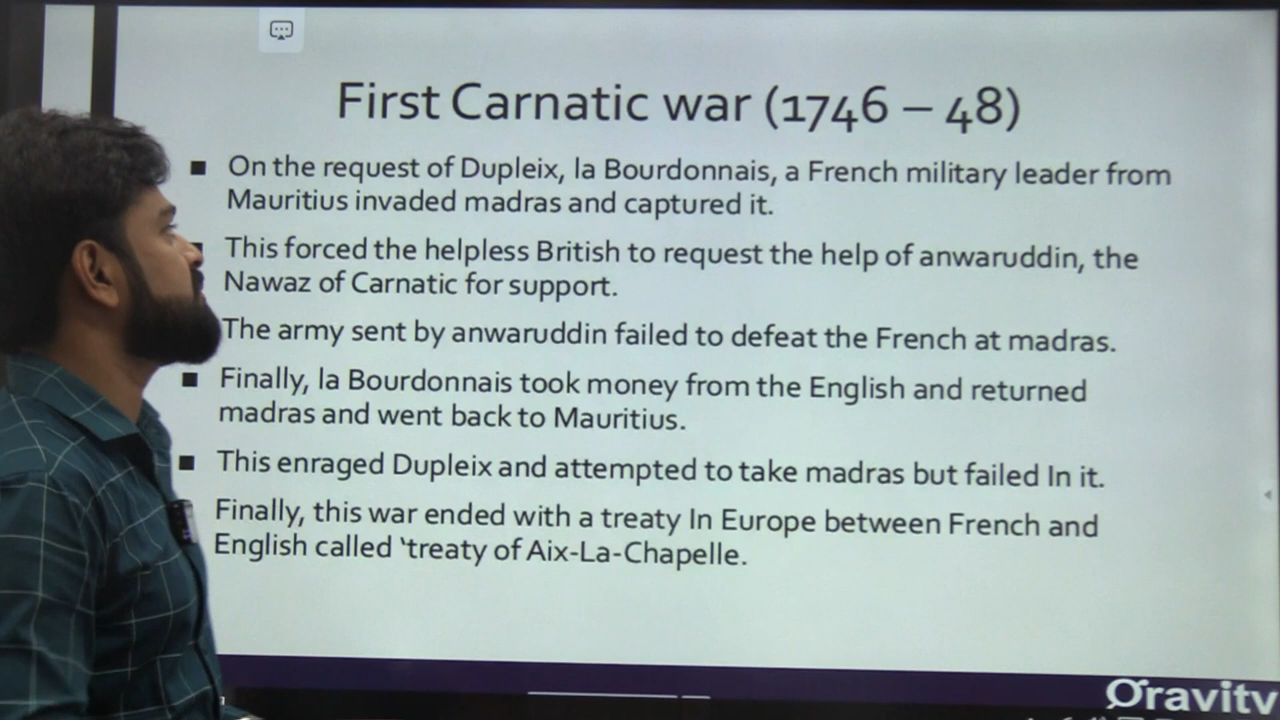 First Carnatic war (1746 – 48)
On the request of Dupleix, la Bourdonnais, a French military leader from
Mauritius invaded madras and captured it.
This forced the helpless British to request the help of anwaruddin, the
Nawaz of Carnatic for support.
The army sent by anwaruddin failed to defeat the French at madras.
Finally, la Bourdonnais took money from the English and returned
madras and went back to Mauritius.
This enraged Dupleix and attempted to take madras but failed In it.
Finally, this war ended with a treaty In Europe between French and
English called ‘treaty of Aix-La-Chapelle.
Gravity